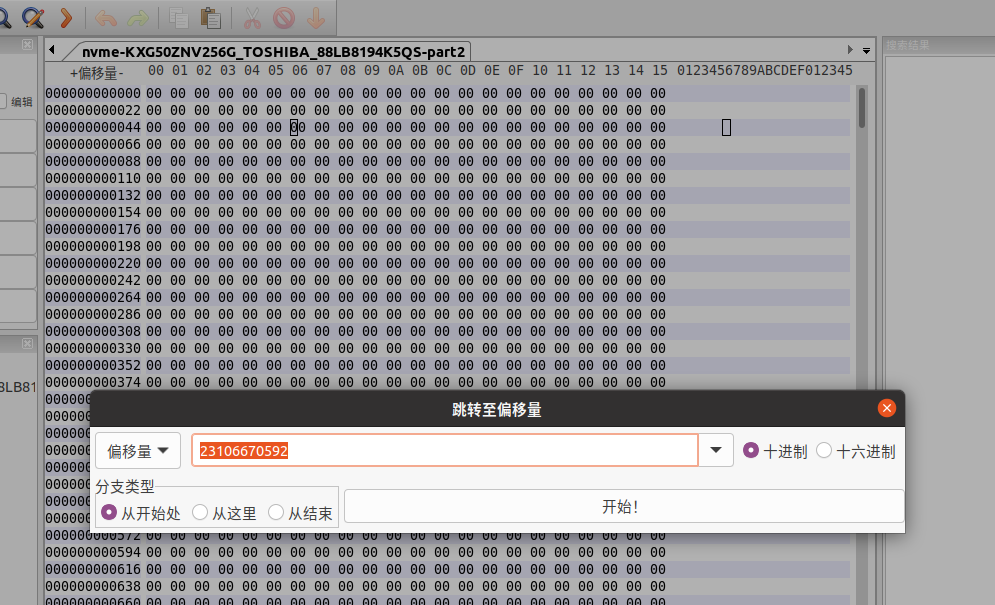 nvme-KXG50ZNV256G_TOSHIBA_88LB8194K5QS-part2
搜索结果
+偏移量- 00 01 02 03 04 05 06 07 08 09 0A 0B 0C 0D 0E 0F 10 11 12 13 14 15 0123456789ABCDEF012345
000000000000 00 00 00 00 00 00 00 00 00 00 00 00 00 00 00 00 00 00 00 00 00 00
编辑
000000000022 00 00 00 00 00 00 00 00 00 00 00 00 00 00 00 00 00 00 00 00 00 00
000000000044 00 00 00 00 00 00 00 00 00 00 00 00 00 00 00 00 00 00 00 00 00 00
000000000066 00 00 00 00 00 00 00 00 00 00 00 00 00 00 00 00 00 00 00 00 00 00
000000000088 00 00 00 00 00 00 00 00 00 00 00 00 00 00 00 00 00 00 00 00 00 00
000000000110 00 00 00 00 00 00 00 00 00 00 00 00 00 00 00 00 00 00 00 00 00 00
000000000132 00 00 00 00 00 00 00 00 00 00 00 00 00 00 00 00 00 00 00 00 00 00
000000000154 00 00 00 00 00 00 00 00 00 00 00 00 00 00 00 00 00 00 00 00 00 00
000000000176 00 00 00 00 00 00 00 00 00 00 00 00 00 00 00 00 00 00 00 00 00 00
000000000198 00 00 00 00 00 00 00 00 00 00 00 00 00 00 00 00 00 00 00 00 00 00
000000000220 00 00 00 00 00 00 00 00 00 00 00 00 00 00 00 00 00 00 00 00 00 00
000000000242 00 00 00 00 00 00 00 00 00 00 00 00 00 00 00 00 00 00 00 00 00 00
000000000264 00 00 00 00 00 00 00 00 00 00 00 00 00 00 00 00 00 00 00 00 00 00
000000000286 00 00 00 00 00 00 00 00 00 00 00 00 00 00 00 00 00 00 00 00 00 00
000000000308 00 00 00 00 00 00 00 00 00 00 00 00 00 00 00 00 00 00 00 00 00 00
000000000330 00 00 00 00 00 00 00 00 00 00 00 00 00 00 00 00 00 00 00 00 00 00
000000000352 00 00 00 00 00 00 00 00 00 00 00 00 00 00 00 00 00 00 00 00 00 00
000000000374 00 00 00 00 00 00 00 00 00 00 00 00 00 00 00 00 00 00 00 00 00 00
8LB81
跳转至偏移量
偏移量 23106670592 十进制 十六进制
分支类型
从开始处 从这里 从结束 开始!
000000000572 00 00 00 00 00 00 00 00 00 00 00 00 00 00 00 00 00 00 00 00 00 00
000000000594 00 00 00 00 00 00 00 00 00 00 00 00 00 00 00 00 00 00 00 00 00 00
000000000616 00 00 00 00 00 00 00 00 00 00 00 00 00 00 00 00 00 00 00 00 00 00
000000000638 00 00 00 00 00 00 00 00 00 00 00 00 00 00 00 00 00 00 00 00 00 00
000000000660 00 00 00 00 00 00 00 00 00 00 00 00 00 00 00 00 00 00 00 00 00 00